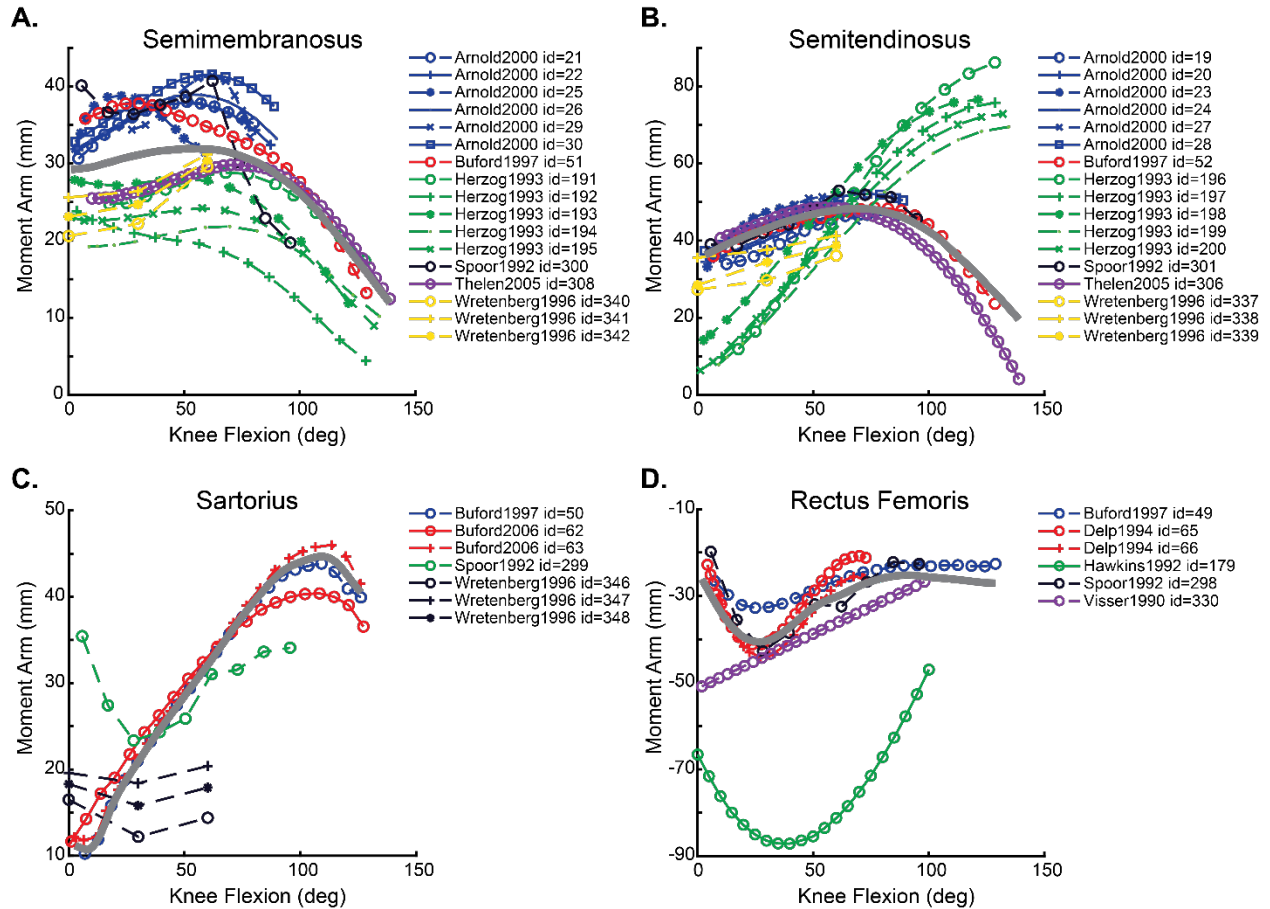 A.
Semimembranosus
Moment Arm (mm)
40
30
20
10
0
0
50
100
150
Knee Flexion (deg)
Arnold2000 id=21
Arnold2000 id=22
Arnold2000 id=25
Arnold2000 id=26
Arnold2000 id=29
Arnold2000 id=30
Buford1997 id=51
Herzog1993 id=191
Herzog1993 id=192
Herzog1993 id=193
Herzog1993 id=194
Herzog1993 id=195
Spoor1992 id=300
Thelen2005 id=308
Wretenberg1996 id=340
Wretenberg1996 id=341
Wretenberg1996 id=342
B.
Semitendinosus
Moment Arm (mm)
80
60
40
20
0
0
50
100
150
Knee Flexion (deg)
Arnold2000 id=19
Arnold2000 id=20
Arnold2000 id=23
Arnold2000 id=24
Arnold2000 id=27
Arnold2000 id=28
Buford1997 id=52
Herzog1993 id=196
Herzog1993 id=197
Herzog1993 id=198
Herzog1993 id=199
Herzog1993 id=200
Spoor1992 id=301
Thelen2005 id=306
Wretenberg1996 id=337
Wretenberg1996 id=338
Wretenberg1996 id=339
C.
Sartorius
Moment Arm (mm)
50
40
30
20
10
0
50
100
150
Knee Flexion (deg)
Buford1997 id=50
Buford2006 id=62
Buford2006 id=63
Spoor1992 id=299
Wretenberg1996 id=346
Wretenberg1996 id=347
Wretenberg1996 id=348
D.
Rectus Femoris
Moment Arm (mm)
-10
-30
-50
-70
-90
0
50
100
150
Knee Flexion (deg)
Buford1997 id=49
Delp1994 id=65
Delp1994 id=66
Hawkins1992 id=179
Spoor1992 id=298
Visser1990 id=330